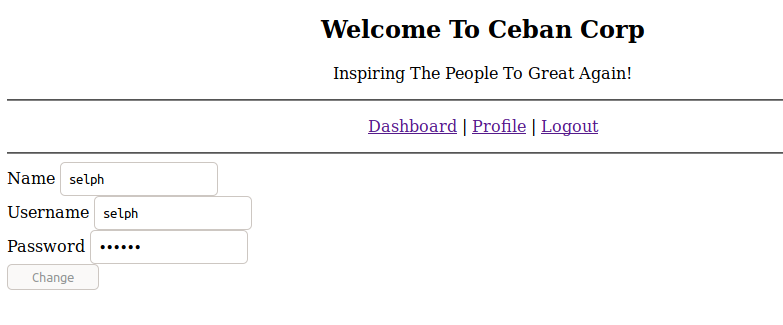 Welcome To Ceban Corp
Inspiring The People To Great Again!
Dashboard | Profile | Logout
Name selph
Username selph
Password ••••••
Change